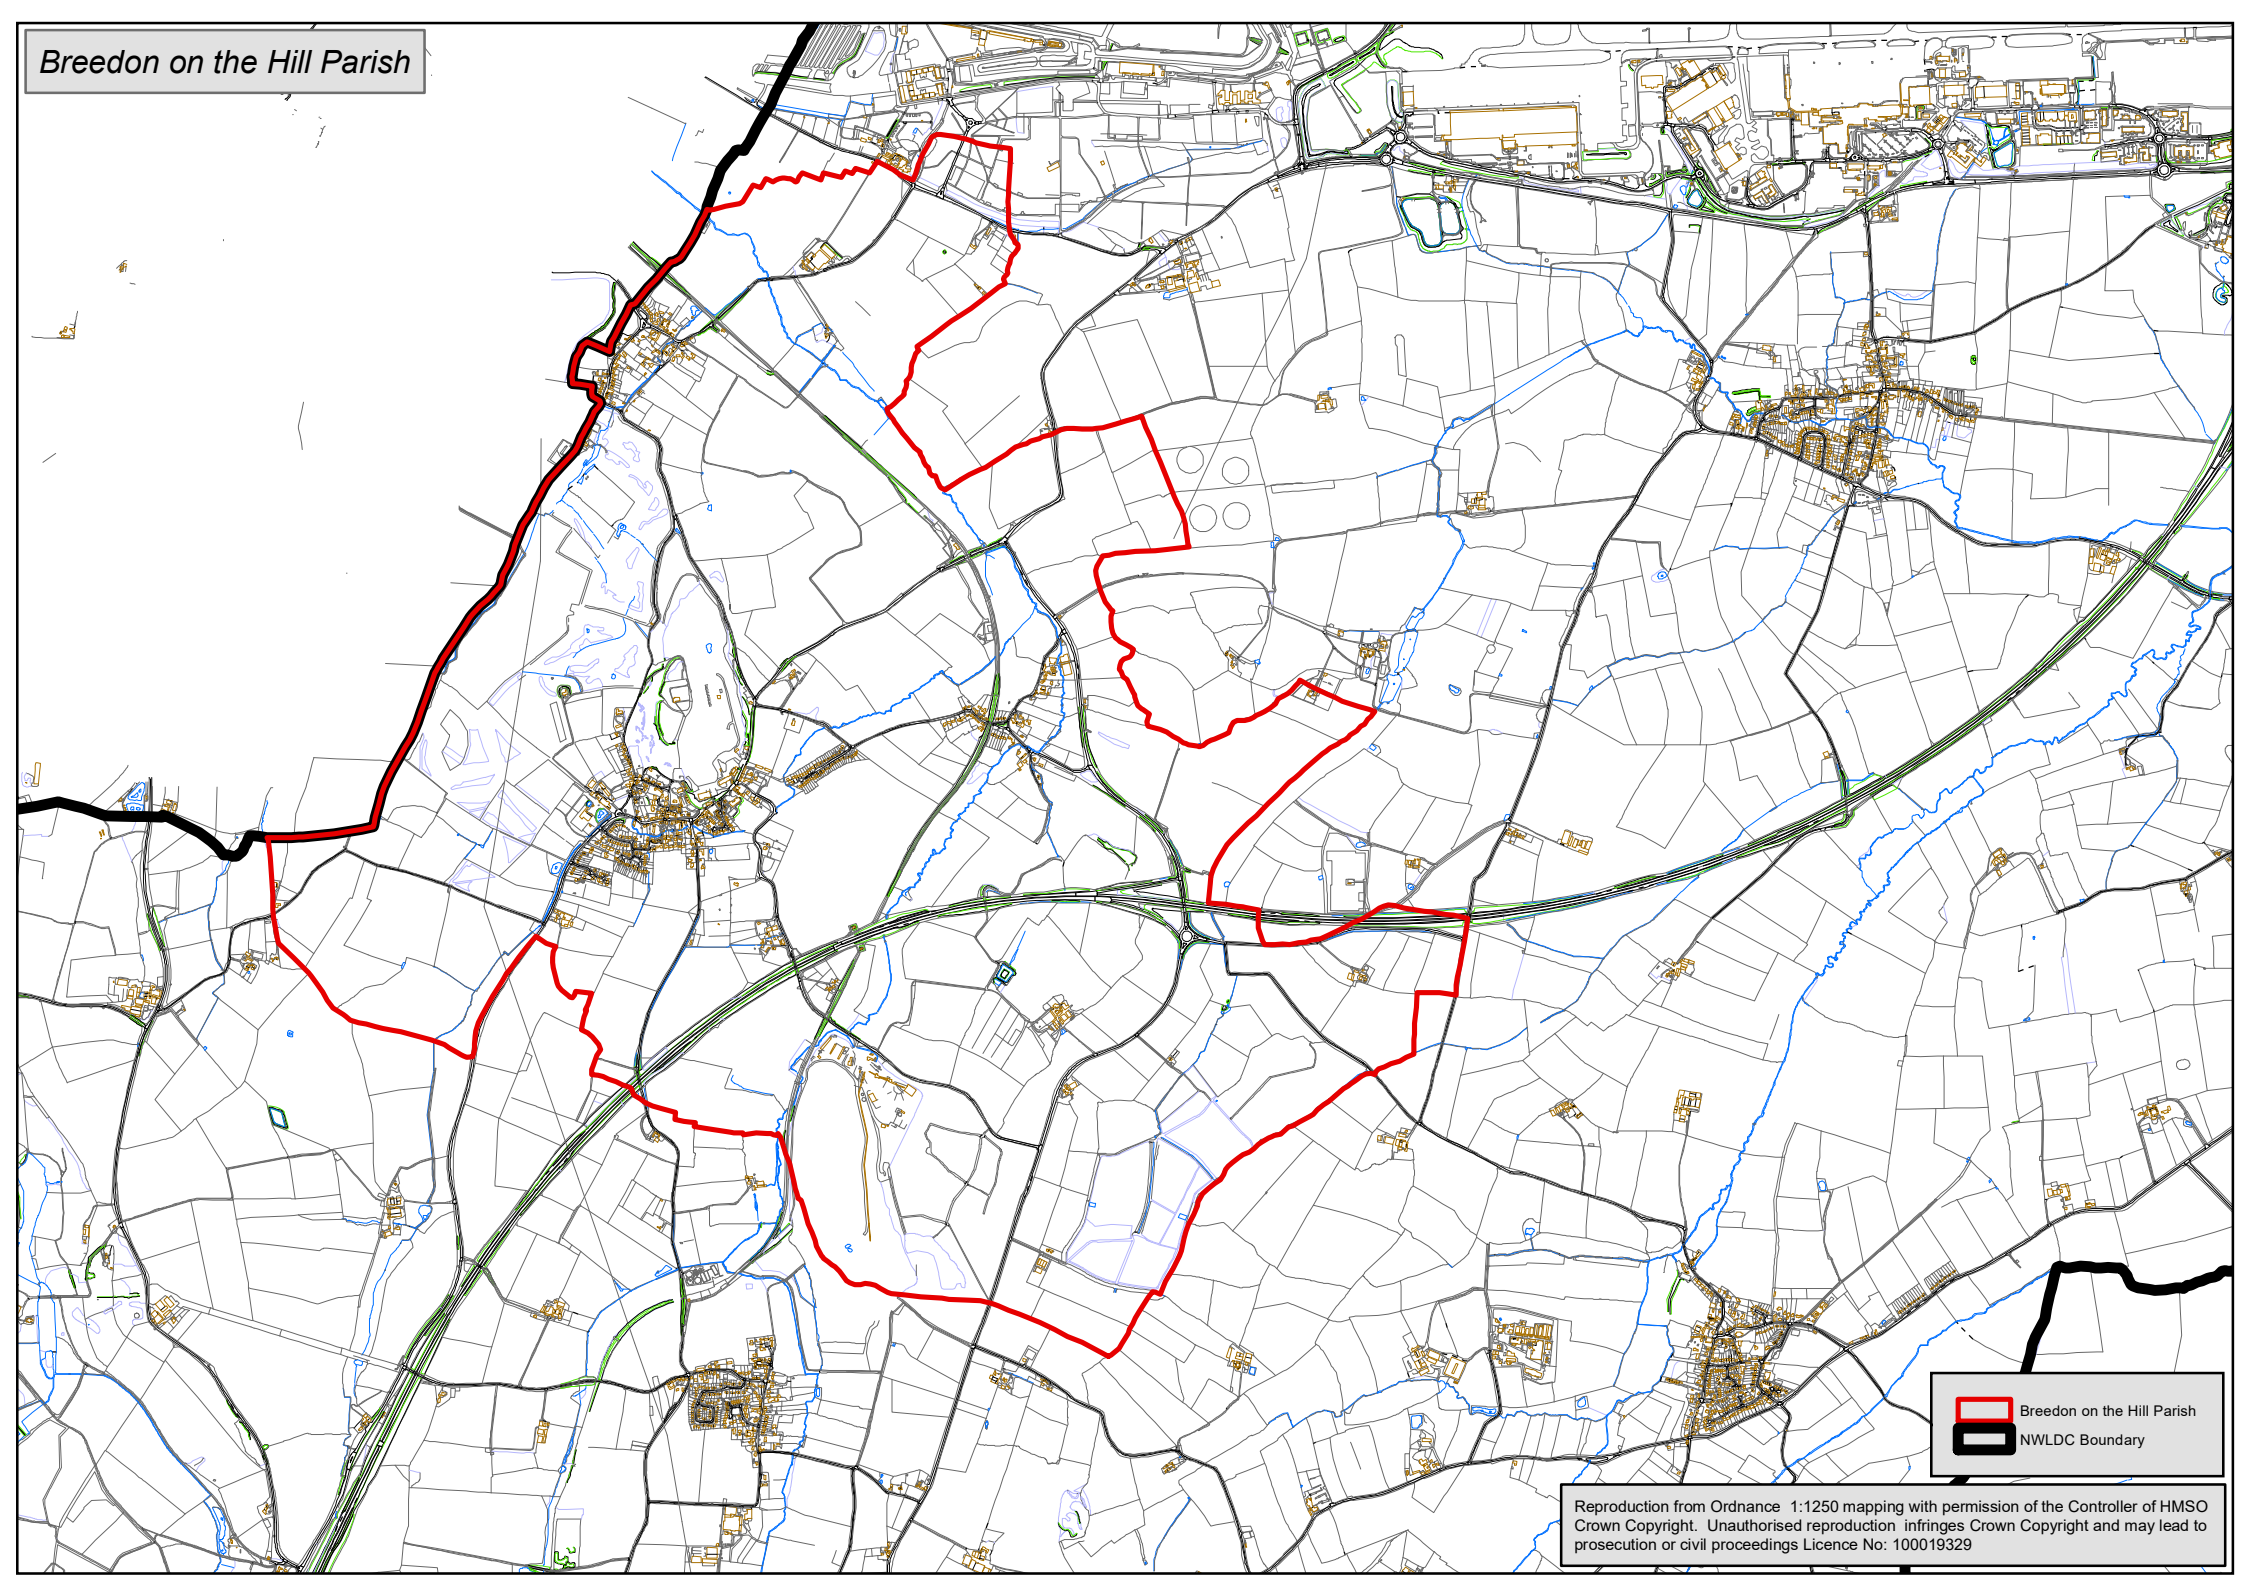 Breedon on the Hill Parish
Breedon on the Hill Parish
NWLDC Boundary
Reproduction from Ordnance 1:1250 mapping with permission of the Controller of HMSO
Crown Copyright. Unauthorised reproduction infringes Crown Copyright and may lead to
prosecution or civil proceedings Licence No: 100019329